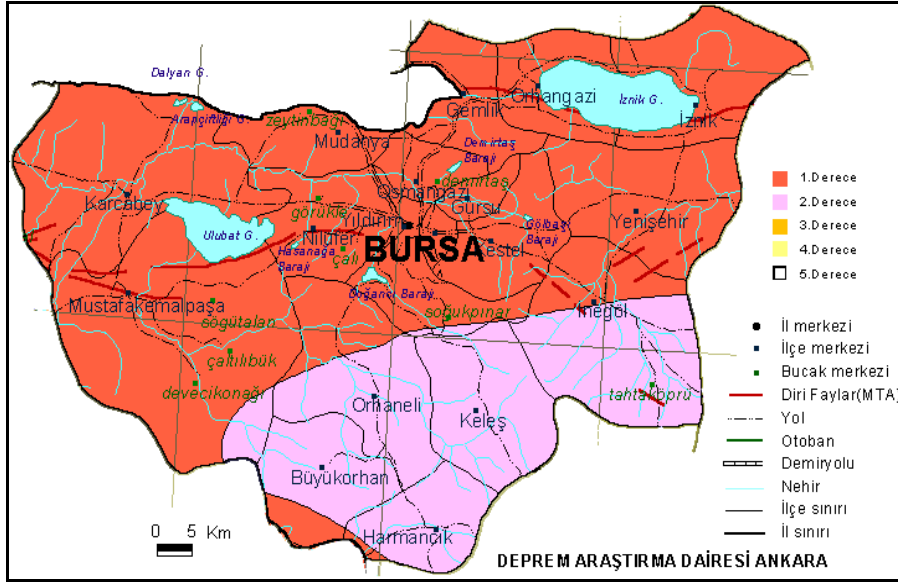 Dalyan G.
Arapçiftliği G.
zeytinbağı
Mudanya
Gemlik
Orhangazi
İznik G.
İznik
Demirtaş
Barajı
demirtaş
Osmangazi
Gürsu
Karcabey
görükle
Yıldırım
Gölbaşı
Barajı
Yenişehir
Ulubat G.
Nilüfer
BURSA
Kestel
Hasanağa
Barajı
çalı
Doğancı Barajı
Mustafakemalpaşa
soğukpınar
İnegöl
sögütalan
çaltılıbük
devecikonağı
tahtaköprü
Orhaneli
Keleş
Büyükorhan
Harmancık
0 5 Km
1.Derece
2.Derece
3.Derece
4.Derece
5.Derece
İl merkezi
İlçe merkezi
Bucak merkezi
Diri Faylar(MTA)
Yol
Otoban
Demiryolu
Nehir
İlçe sınırı
İl sınırı
DEPREM ARAŞTIRMA DAİRESİ ANKARA